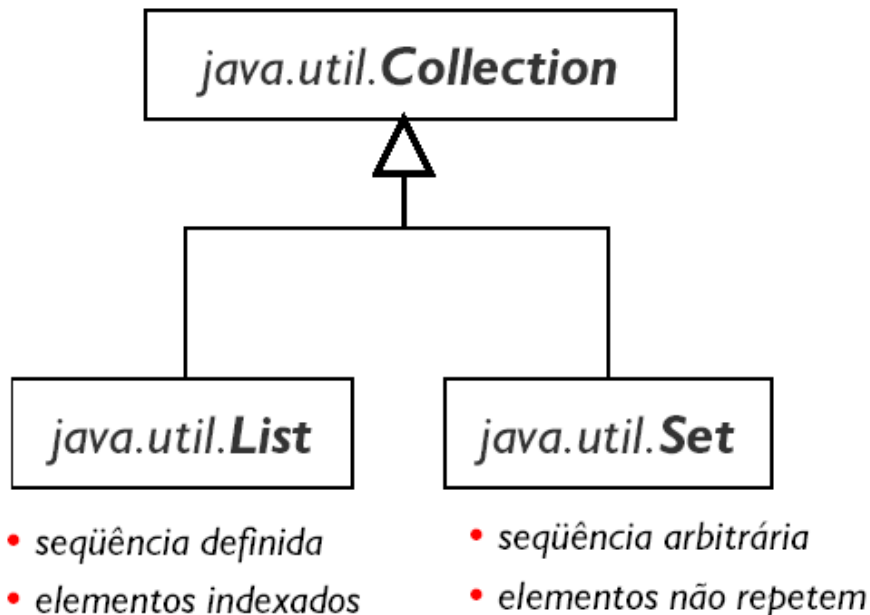 java.util.Collection
java.util.List
java.util.Set
• seqüência definida
• elementos indexados
• seqüência arbitrária
• elementos não repetem